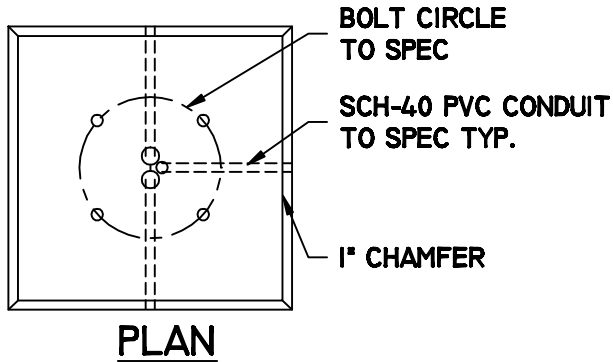 BOLT CIRCLE
TO SPEC
SCH-40 PVC CONDUIT
TO SPEC TYP.
1" CHAMFER
PLAN